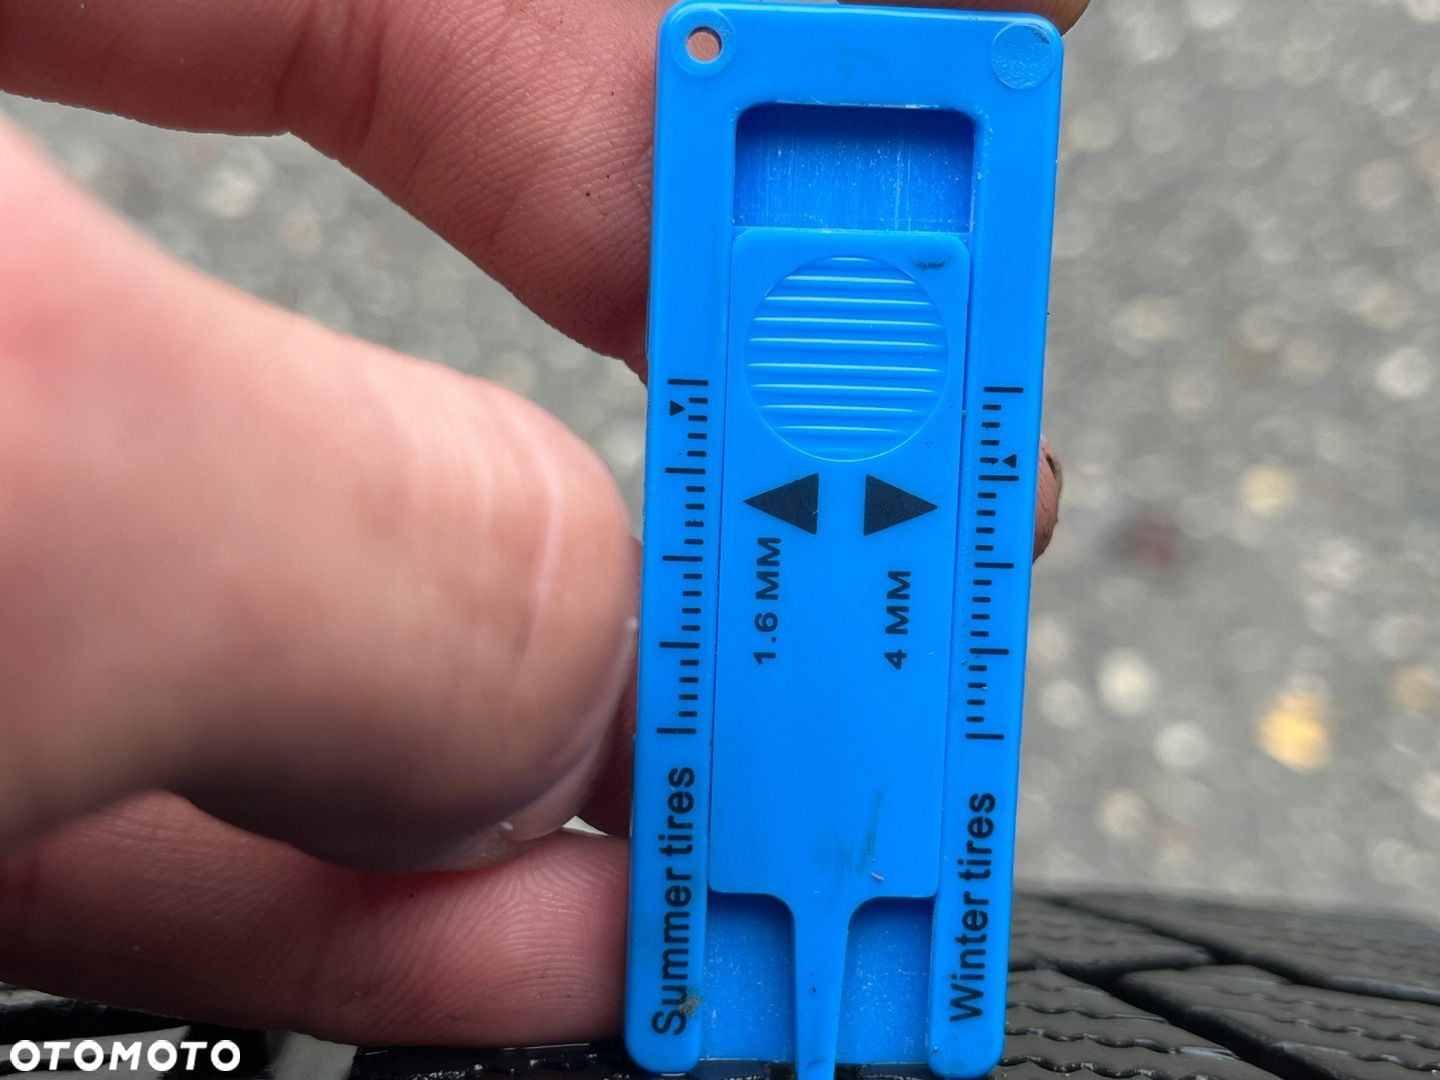 Summer tires
1.6 MM
4 MM
Winter tires
OTOMOTO